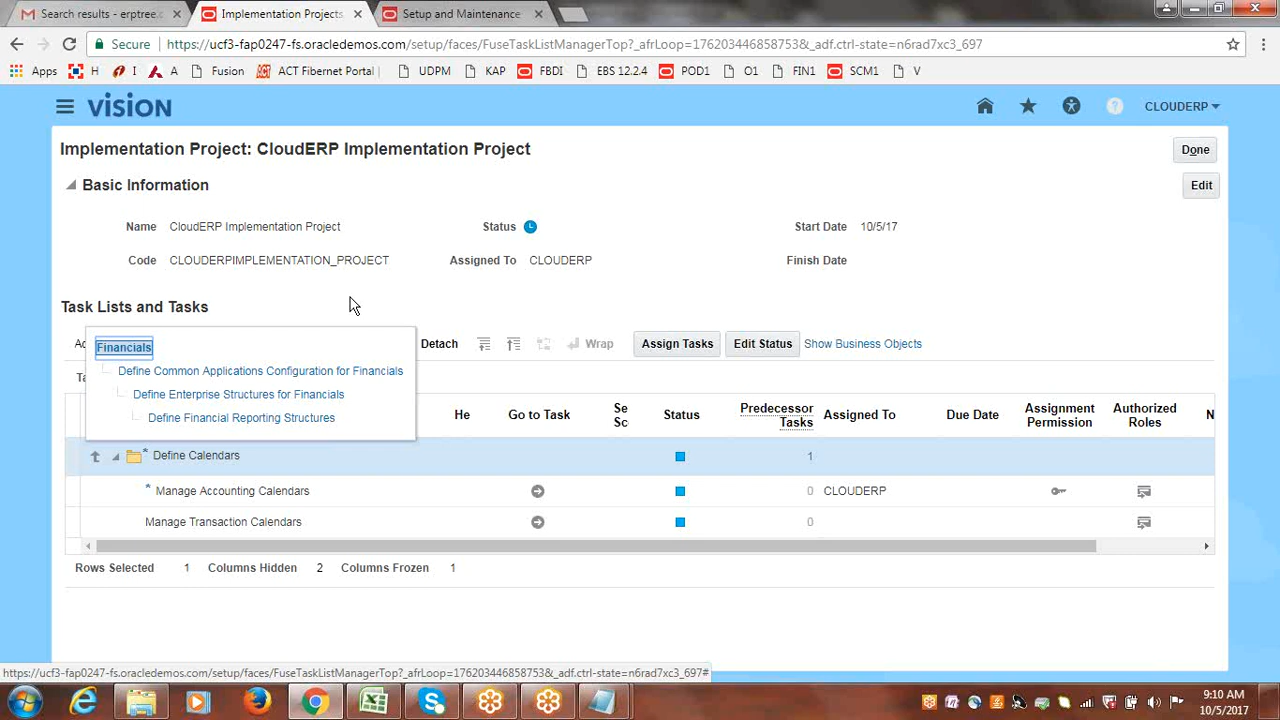 Search results - erptree.c
Implementation Projects
Setup and Maintenance
Secure
https://ucf3-fap0247-fs.oracledemos.com/setup/faces/FuseTaskListManagerTop?_afrLoop=1762034468587538&_adf.ctrl-state=n6rad7xc3_697
Apps H I A Fusion ACT Fibernet Portal UDPM KAP FBDI EBS 12.2.4 POD1 O1 FIN1 SCM1 V
VISION
CLOUDERP
Implementation Project: CloudERP Implementation Project
Done
Basic Information
Edit
Name CloudERP Implementation Project Status Start Date 10/5/17
Code CLOUDERPIMPLEMENTATION_PROJECT Assigned To CLOUDERP Finish Date
Task Lists and Tasks
Financials
Define Common Applications Configuration for Financials
Define Enterprise Structures for Financials
Define Financial Reporting Structures
Ac Detach Wrap Assign Tasks Edit Status Show Business Objects
Ta
He Go to Task Se Sc Status Predecessor Tasks Assigned To Due Date Assignment Permission Authorized Roles N
* Define Calendars 1
* Manage Accounting Calendars 0 CLOUDERP
Manage Transaction Calendars 0
Rows Selected 1 Columns Hidden 2 Columns Frozen 1
https://ucf3-fap0247-fs.oracledemos.com/setup/faces/FuseTaskListManagerTop?_afrLoop=1762034468587538&_adf.ctrl-state=n6rad7xc3_697#
9:10 AM
10/5/2017